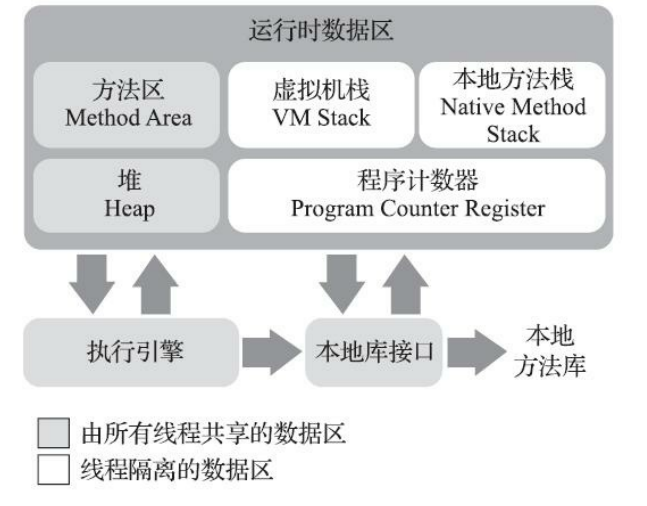 运行时数据区
方法区
Method Area
虚拟机栈
VM Stack
本地方法栈
Native Method
Stack
堆
Heap
程序计数器
Program Counter Register
执行引擎
本地库接口
本地
方法库
由所有线程共享的数据区
线程隔离的数据区